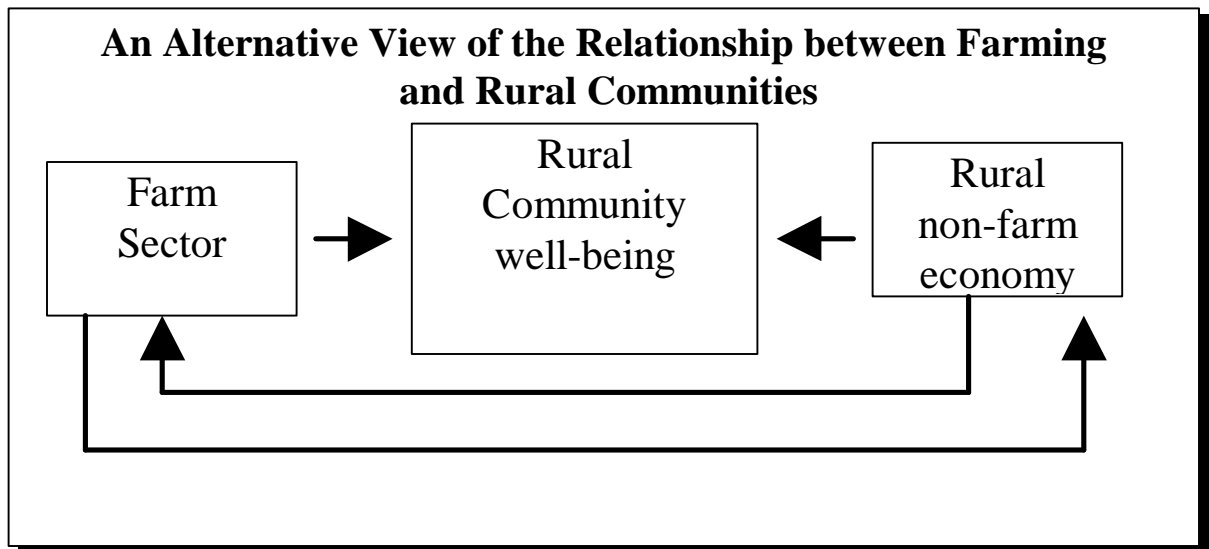 An Alternative View of the Relationship between Farming
and Rural Communities
Farm
Sector
Rural
Community
well-being
Rural
non-farm
economy